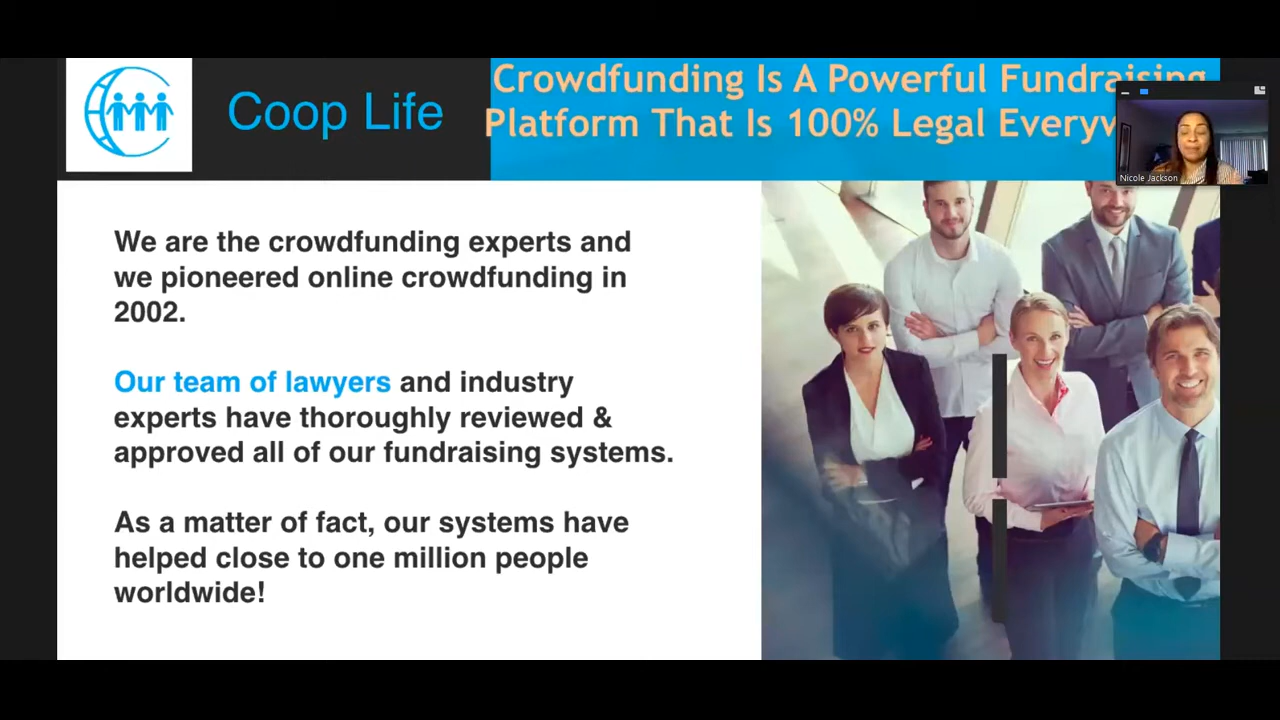 Coop Life
Crowdfunding Is A Powerful Fundraising
Platform That Is 100% Legal
Nicole Jackson
We are the crowdfunding experts and
we pioneered online crowdfunding in
2002.
Our team of lawyers and industry
experts have thoroughly reviewed &
approved all of our fundraising systems.
As a matter of fact, our systems have
helped close to one million people
worldwide!